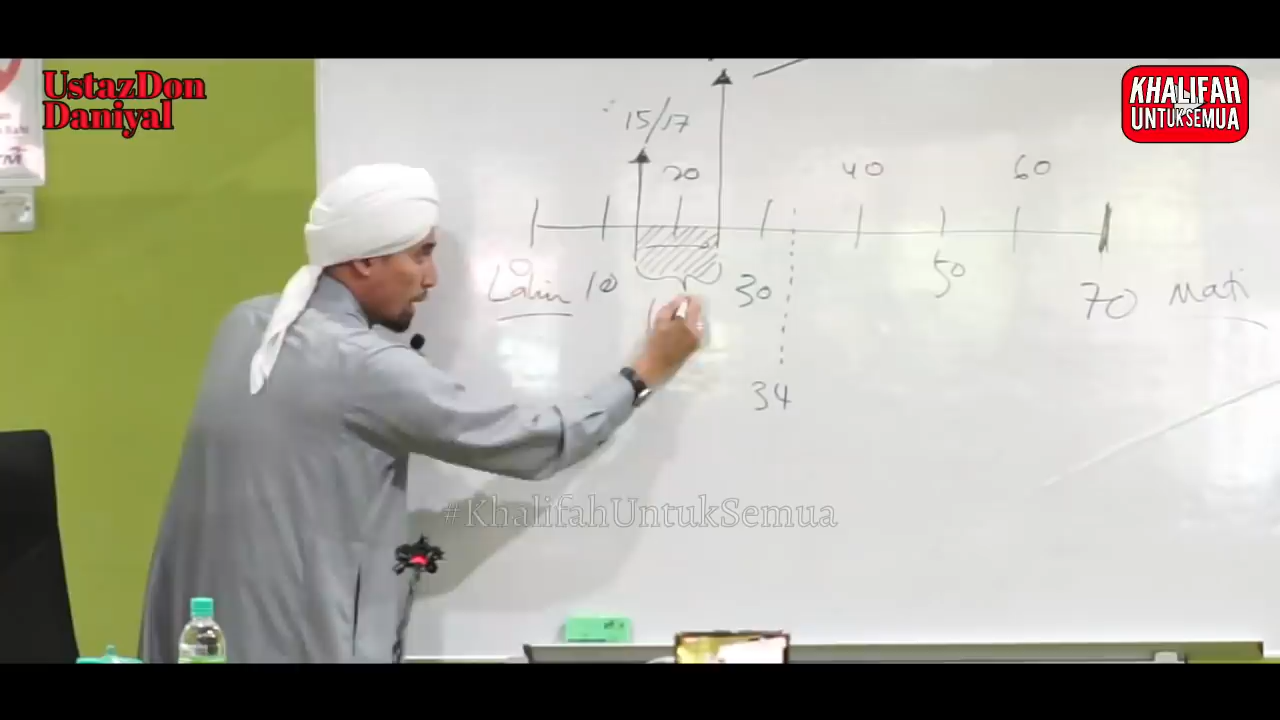 UstazDon
Daniyal
KHALIFAH
UNTUKSEMUA
15/17
20
40
60
Lahir
10
30
50
70
Mati
34
#KhalifahUntukSemua